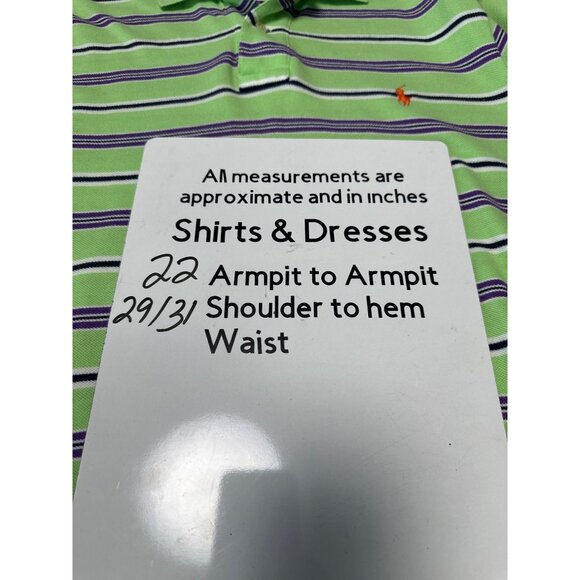 All measurements are
approximate and in inches
Shirts & Dresses
22 Armpit to Armpit
29/31 Shoulder to hem
Waist